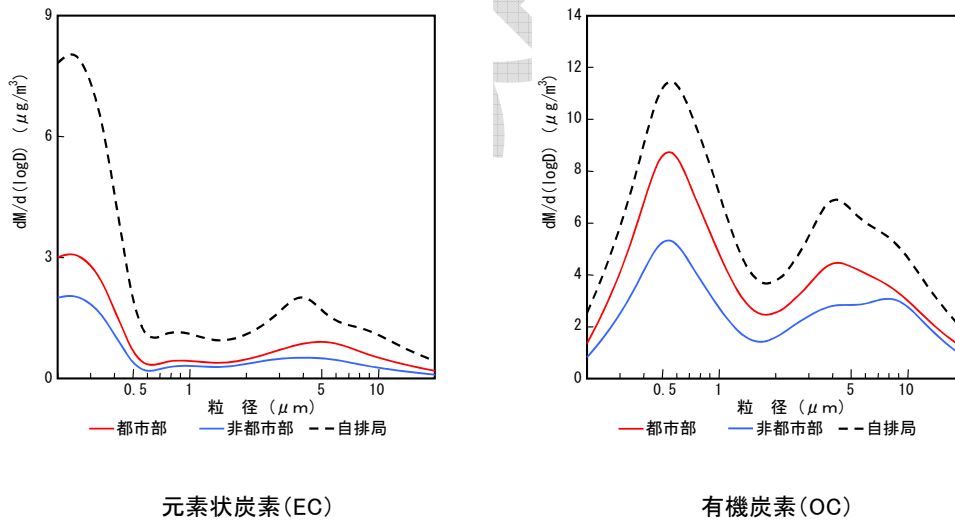 9
6
3
0
dM/d(logD) (μg/m³)
0.5 1 5 10
粒 径 (μm)
都市部 非都市部 自排局
元素状炭素(EC)
14
12
10
8
6
4
2
0
dM/d(logD) (μg/m³)
0.5 1 5 10
粒 径 (μm)
都市部 非都市部 自排局
有機炭素(OC)